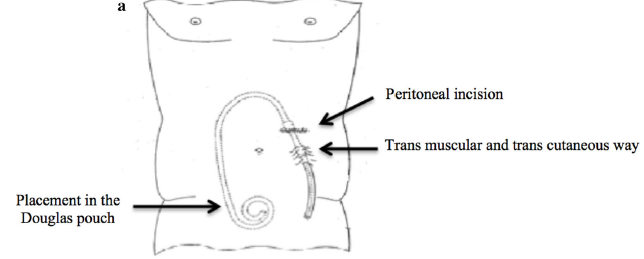 a
Peritoneal incision
Trans muscular and trans cutaneous way
Placement in the
Douglas pouch